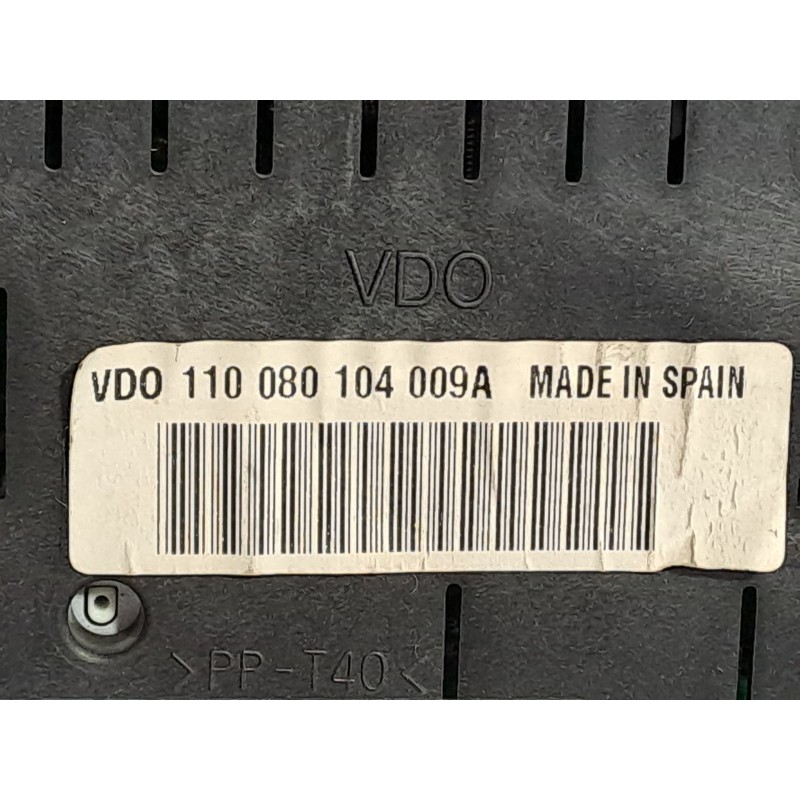 VDO
VDO 110 080 104 009A MADE IN SPAIN
>PP-T40<